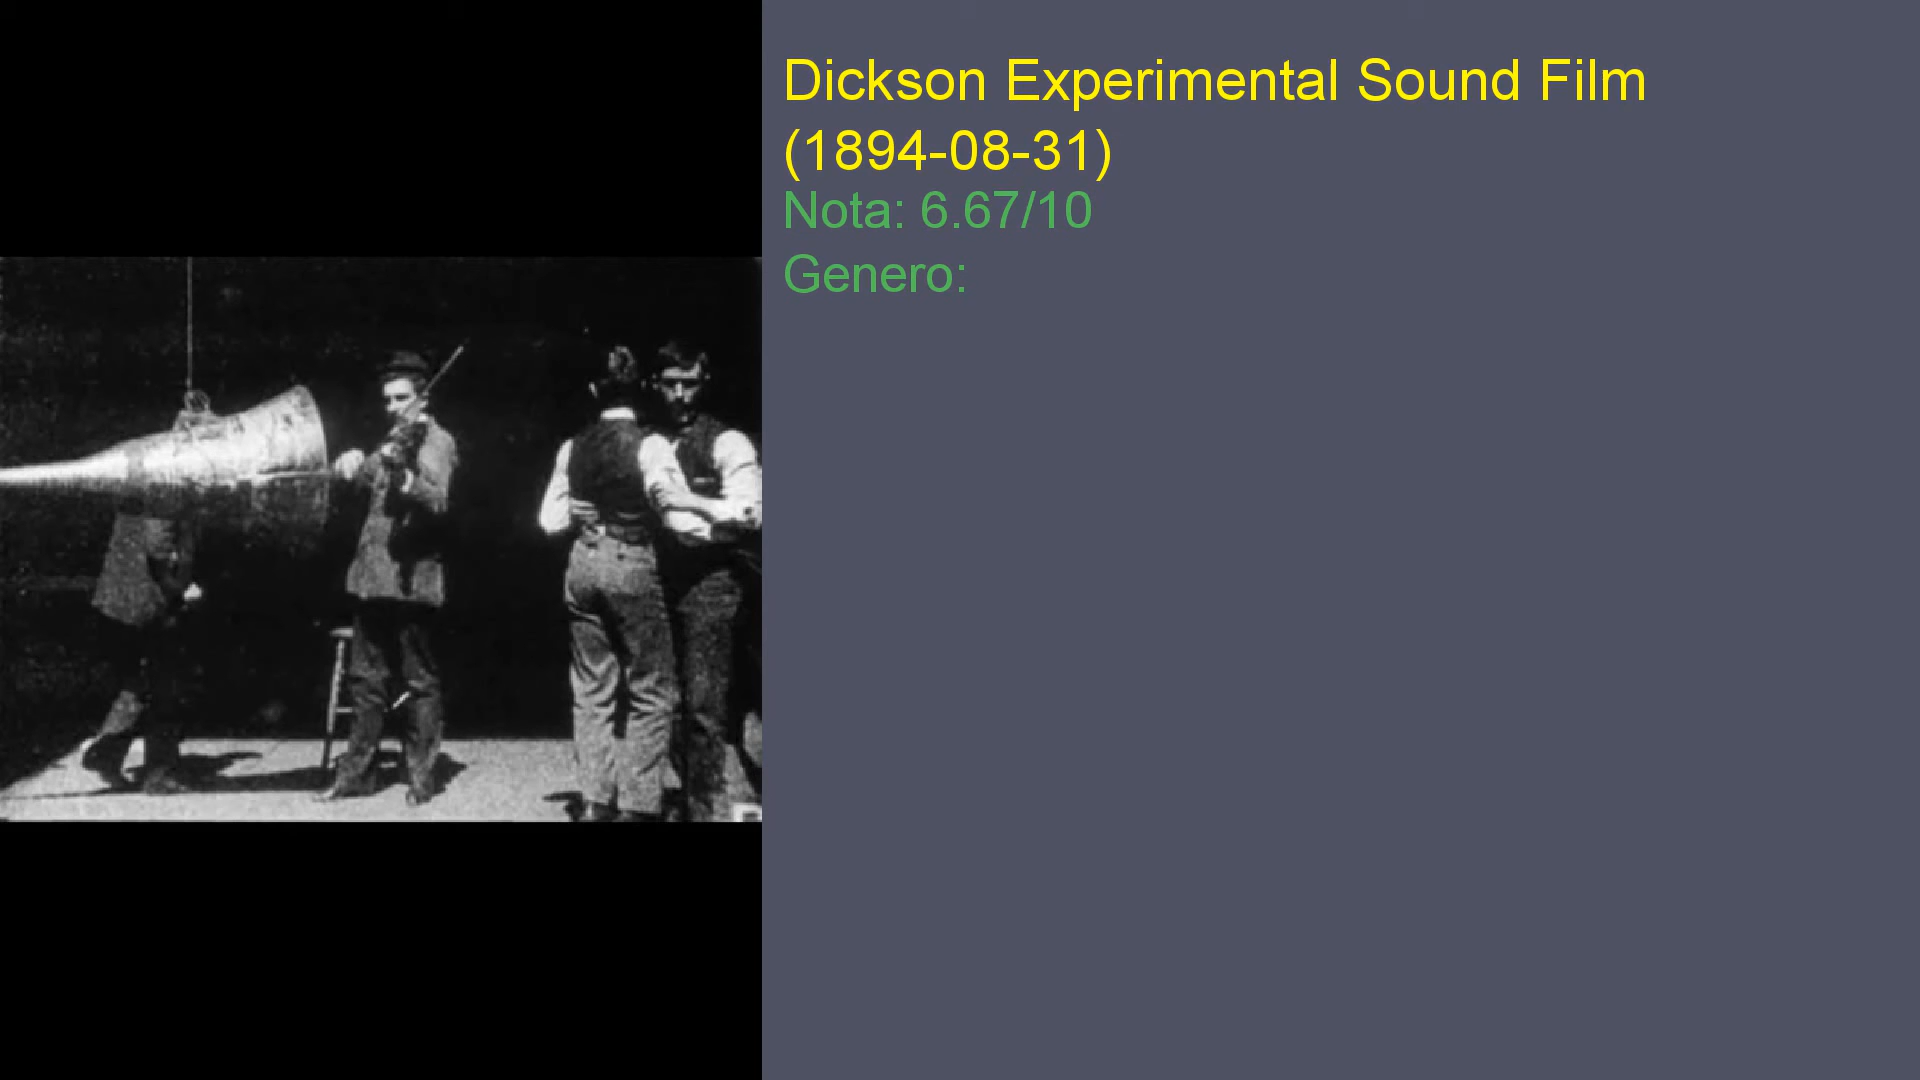 Dickson Experimental Sound Film
(1894-08-31)
Nota: 6.67/10
Genero: